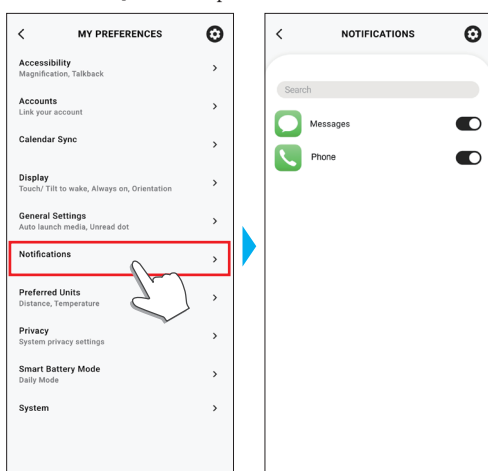 MY PREFERENCES
Accessibility
Magnification, Talkback
Accounts
Link your account
Calendar Sync
Display
Touch/ Tilt to wake, Always on, Orientation
General Settings
Auto launch media, Unread dot
Notifications
Preferred Units
Distance, Temperature
Privacy
System privacy settings
Smart Battery Mode
Daily Mode
System
NOTIFICATIONS
Search
Messages
Phone